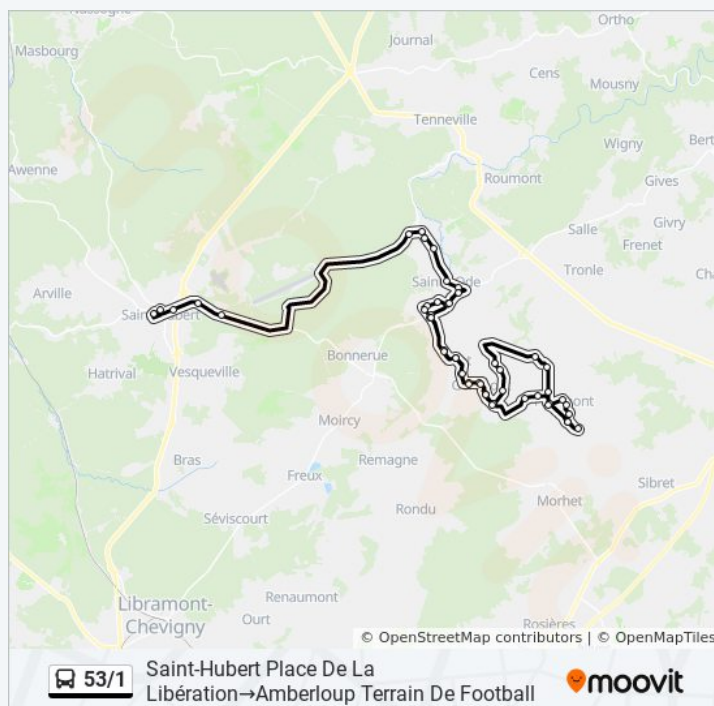 Nassogne
Ortho
Masbourg
Journal
Cens
Mousny
Tenneville
Wigny
Bert
Awenne
Gives
Roumont
Givry
Salle
Frenet
Arville
Tronle
Hatrival
Vesqueville
Bonnerue
Moircy
Bras
Remagne
Freux
Sibret
Morhet
Séviscourt
Rondu
Renaumont
Libramont-
Chevigny
Ourt
Rosières
© OpenStreetMap contributors | © OpenMapTiles
53/1
Saint-Hubert Place De La
Libération→Amberloup Terrain De Football
moovit